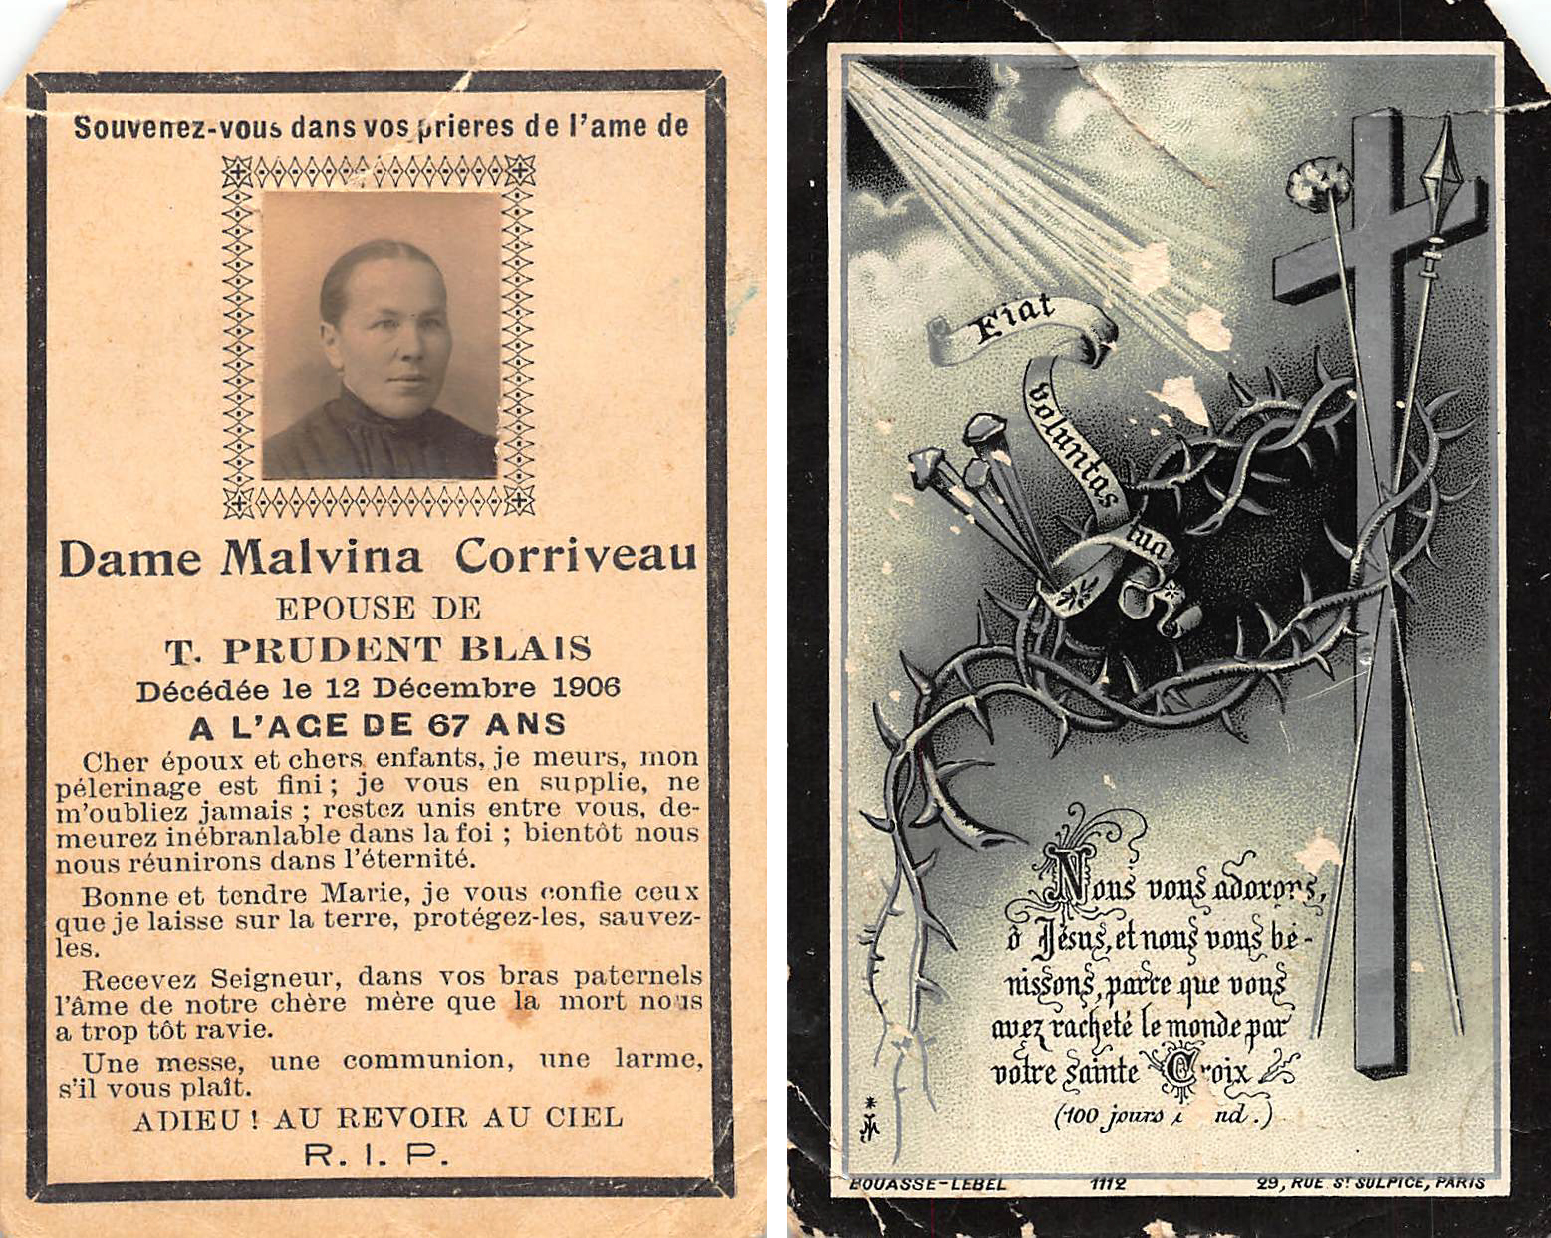 Souvenez-vous dans vos prieres de l'ame de
Dame Malvina Corriveau
EPOUSE DE
T. PRUDENT BLAIS
Décédée le 12 Décembre 1906
A L'AGE DE 67 ANS
Cher époux et chers enfants, je meurs, mon
pélerinage est fini ; je vous en supplie, ne
m'oubliez jamais ; restez unis entre vous, de-
meurez inébranlable dans la foi ; bientôt nous
nous réunirons dans l'éternité.
Bonne et tendre Marie, je vous confie ceux
que je laisse sur la terre, protégez-les, sauvez-
les.
Recevez Seigneur, dans vos bras paternels
l'âme de notre chère mère que la mort nous
a trop tôt ravie.
Une messe, une communion, une larme,
s'il vous plaît.
ADIEU ! AU REVOIR AU CIEL
R. I. P.
Fiat
voluntas
tua
Nous vous adorons,
ô Jésus, et nous vous bé-
nissons, parce que vous
avez racheté le monde par
votre sainte Croix
(100 jours ind.)
BOUASSE-LEBEL 1112 29, RUE ST SULPICE, PARIS